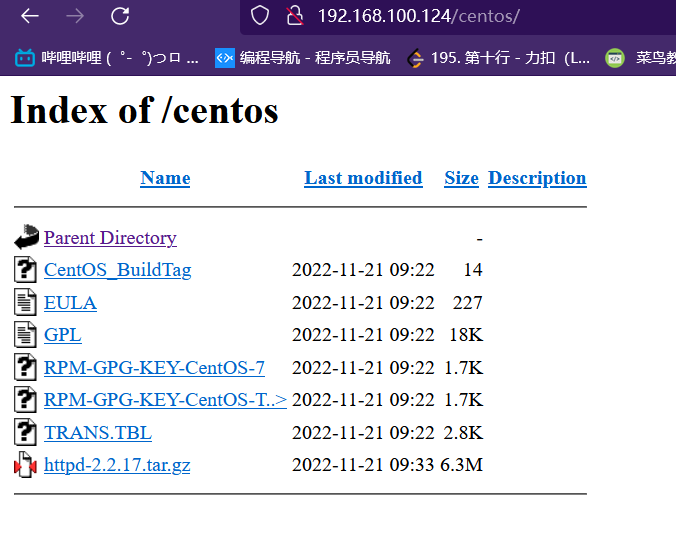 192.168.100.124/centos/
哔哩哔哩 ( ゜- ゜)つロ ... 编程导航 - 程序员导航 195. 第十行 - 力扣（L... 菜鸟教
Index of /centos
Name Last modified Size Description
Parent Directory -
CentOS_BuildTag 2022-11-21 09:22 14
EULA 2022-11-21 09:22 227
GPL 2022-11-21 09:22 18K
RPM-GPG-KEY-CentOS-7 2022-11-21 09:22 1.7K
RPM-GPG-KEY-CentOS-T..> 2022-11-21 09:22 1.7K
TRANS.TBL 2022-11-21 09:22 2.8K
httpd-2.2.17.tar.gz 2022-11-21 09:33 6.3M